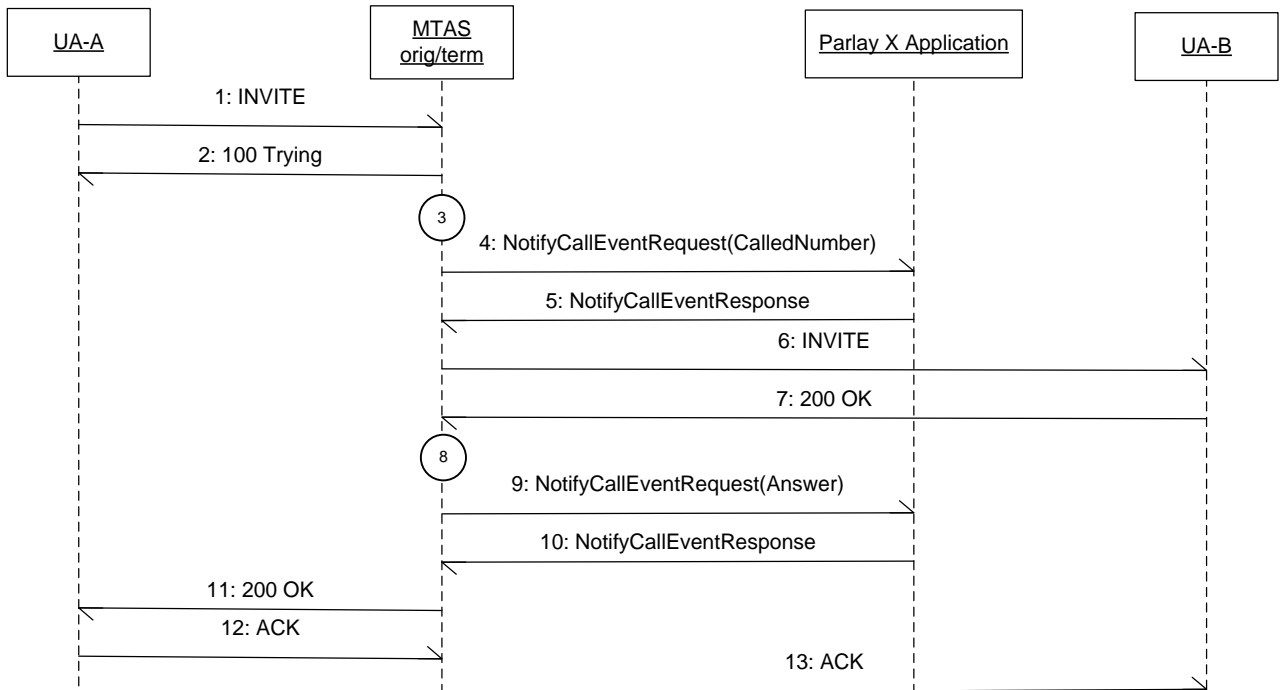 UA-A
MTAS
orig/term
Parlay X Application
UA-B
1: INVITE
2: 100 Trying
3
4: NotifyCallEventRequest(CalledNumber)
5: NotifyCallEventResponse
6: INVITE
7: 200 OK
8
9: NotifyCallEventRequest(Answer)
10: NotifyCallEventResponse
11: 200 OK
12: ACK
13: ACK